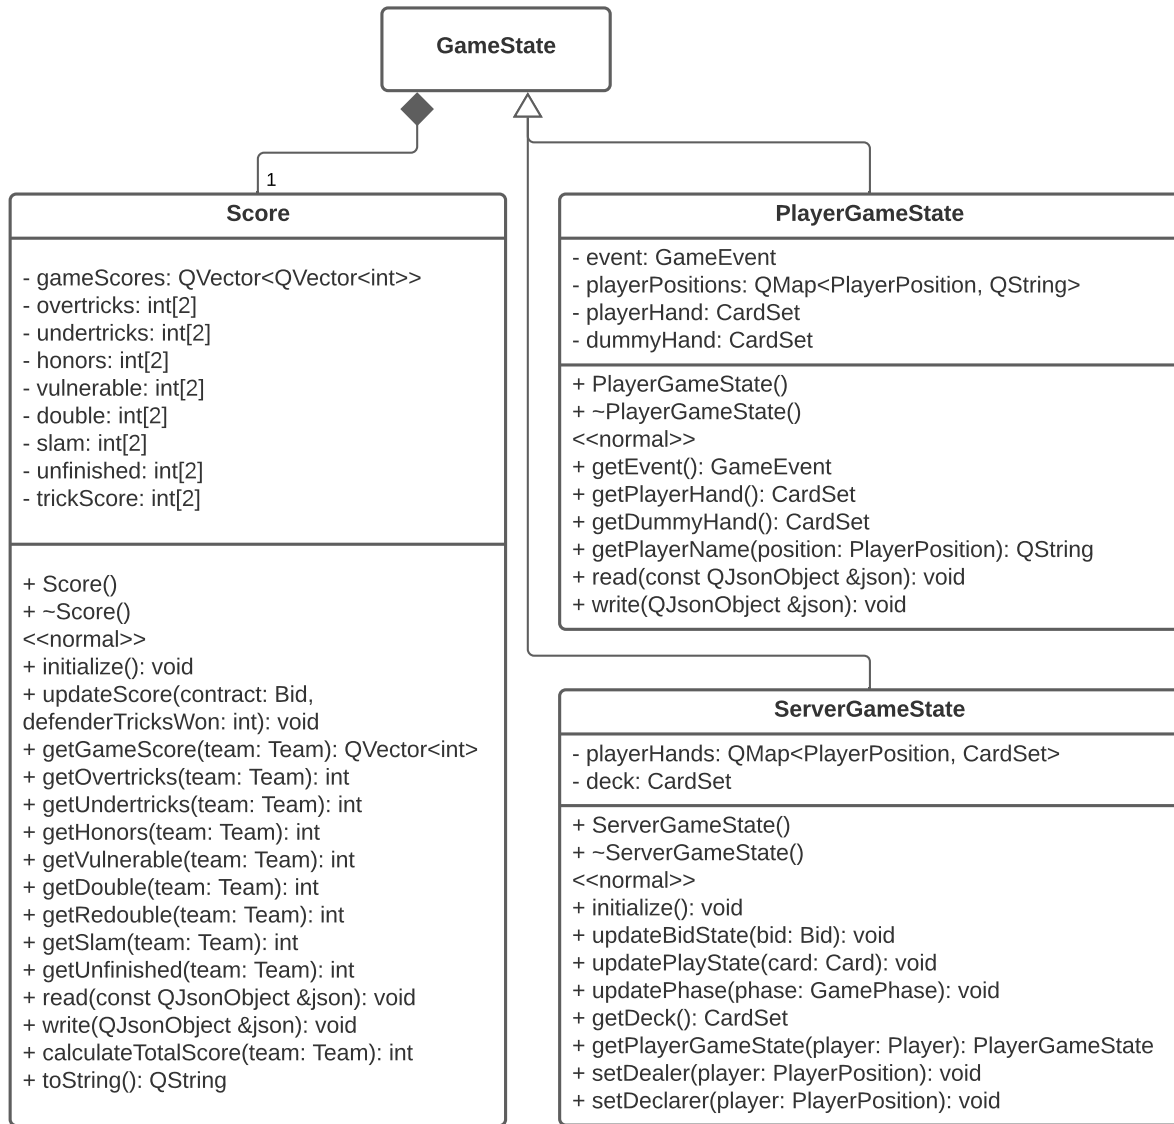 GameState
1
Score
- gameScores: QVector<QVector<int>>
- overtricks: int[2]
- undertricks: int[2]
- honors: int[2]
- vulnerable: int[2]
- double: int[2]
- slam: int[2]
- unfinished: int[2]
- trickScore: int[2]
+ Score()
+ ~Score()
<<normal>>
+ initialize(): void
+ updateScore(contract: Bid,
defenderTricksWon: int): void
+ getGameScore(team: Team): QVector<int>
+ getOvertricks(team: Team): int
+ getUndertricks(team: Team): int
+ getHonors(team: Team): int
+ getVulnerable(team: Team): int
+ getDouble(team: Team): int
+ getRedouble(team: Team): int
+ getSlam(team: Team): int
+ getUnfinished(team: Team): int
+ read(const QJsonObject &json): void
+ write(QJsonObject &json): void
+ calculateTotalScore(team: Team): int
+ toString(): QString
PlayerGameState
- event: GameEvent
- playerPositions: QMap<PlayerPosition, QString>
- playerHand: CardSet
- dummyHand: CardSet
+ PlayerGameState()
+ ~PlayerGameState()
<<normal>>
+ getEvent(): GameEvent
+ getPlayerHand(): CardSet
+ getDummyHand(): CardSet
+ getPlayerName(position: PlayerPosition): QString
+ read(const QJsonObject &json): void
+ write(QJsonObject &json): void
ServerGameState
- playerHands: QMap<PlayerPosition, CardSet>
- deck: CardSet
+ ServerGameState()
+ ~ServerGameState()
<<normal>>
+ initialize(): void
+ updateBidState(bid: Bid): void
+ updatePlayState(card: Card): void
+ updatePhase(phase: GamePhase): void
+ getDeck(): CardSet
+ getPlayerGameState(player: Player): PlayerGameState
+ setDealer(player: PlayerPosition): void
+ setDeclarer(player: PlayerPosition): void